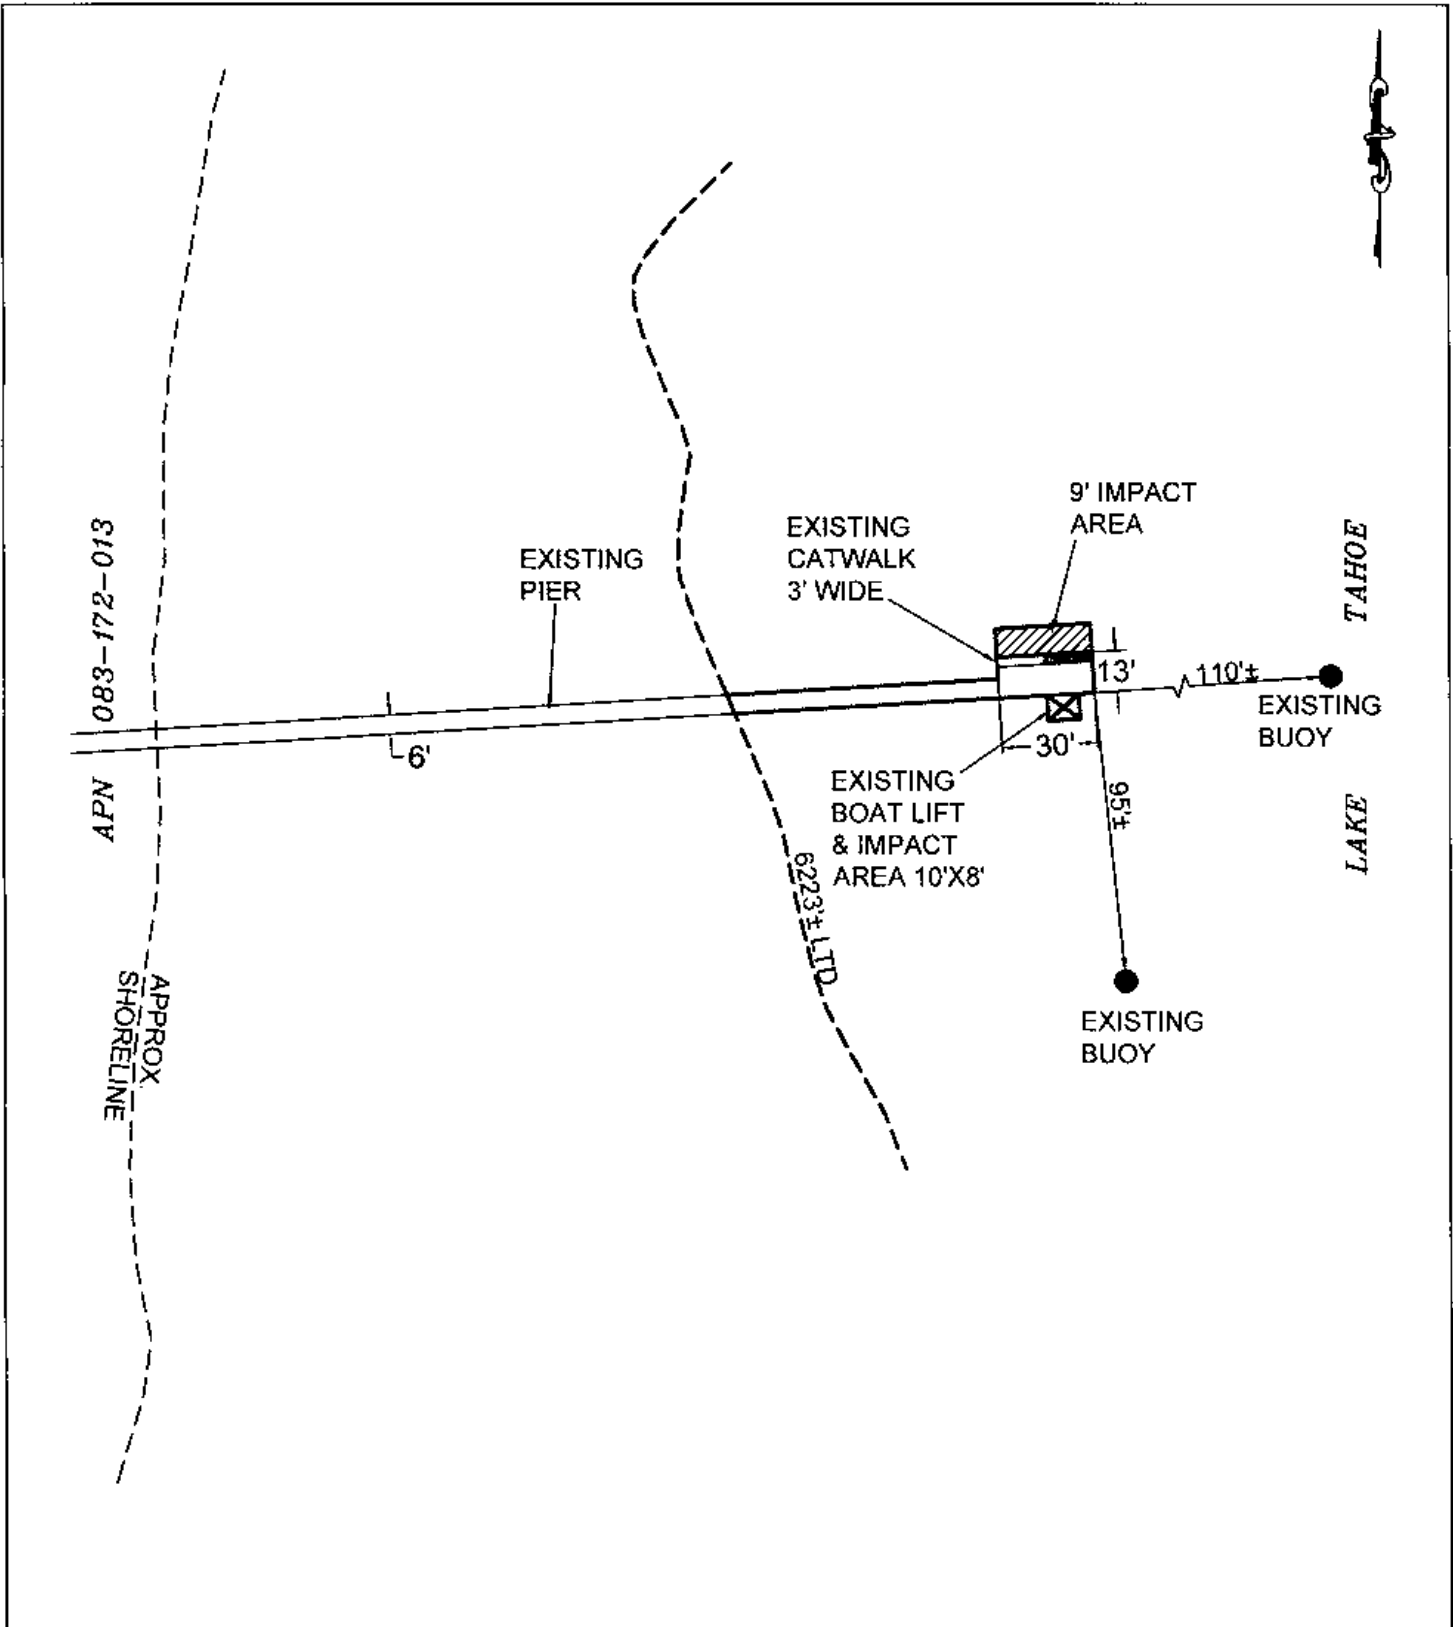 9' IMPACT
AREA
EXISTING
CATWALK
3' WIDE
EXISTING
PIER
APN 083-172-013
LAKE TAHOE
13'
110'±
EXISTING
BUOY
6'
30'
EXISTING
BOAT LIFT
& IMPACT
AREA 10'X8'
95'±
6223'± LTD
APPROX
SHORELINE
EXISTING
BUOY